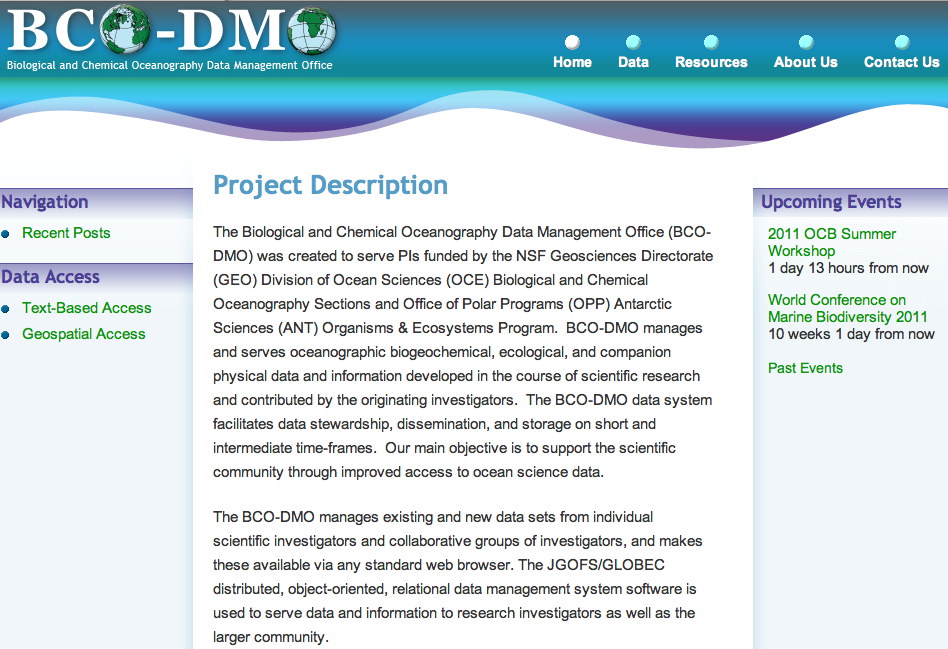 BCO-DMO
Biological and Chemical Oceanography Data Management Office
Home Data Resources About Us Contact Us
Navigation
Recent Posts
Data Access
Text-Based Access
Geospatial Access
Project Description
The Biological and Chemical Oceanography Data Management Office (BCO-
DMO) was created to serve PIs funded by the NSF Geosciences Directorate
(GEO) Division of Ocean Sciences (OCE) Biological and Chemical
Oceanography Sections and Office of Polar Programs (OPP) Antarctic
Sciences (ANT) Organisms & Ecosystems Program.  BCO-DMO manages
and serves oceanographic biogeochemical, ecological, and companion
physical data and information developed in the course of scientific research
and contributed by the originating investigators.  The BCO-DMO data system
facilitates data stewardship, dissemination, and storage on short and
intermediate time-frames.  Our main objective is to support the scientific
community through improved access to ocean science data.
The BCO-DMO manages existing and new data sets from individual
scientific investigators and collaborative groups of investigators, and makes
these available via any standard web browser. The JGOFS/GLOBEC
distributed, object-oriented, relational data management system software is
used to serve data and information to research investigators as well as the
larger community.
Upcoming Events
2011 OCB Summer
Workshop
1 day 13 hours from now
World Conference on
Marine Biodiversity 2011
10 weeks 1 day from now
Past Events